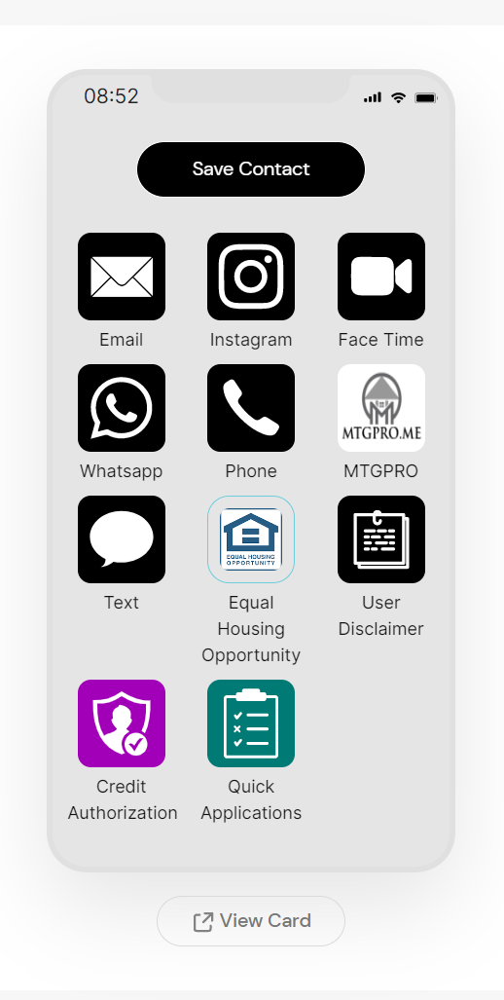 08:52
Save Contact
Email
Instagram
Face Time
MTGPRO.ME
Whatsapp
Phone
MTGPRO
EQUAL HOUSING
OPPORTUNITY
Text
Equal
Housing
Opportunity
User
Disclaimer
Credit
Authorization
Quick
Applications
View Card